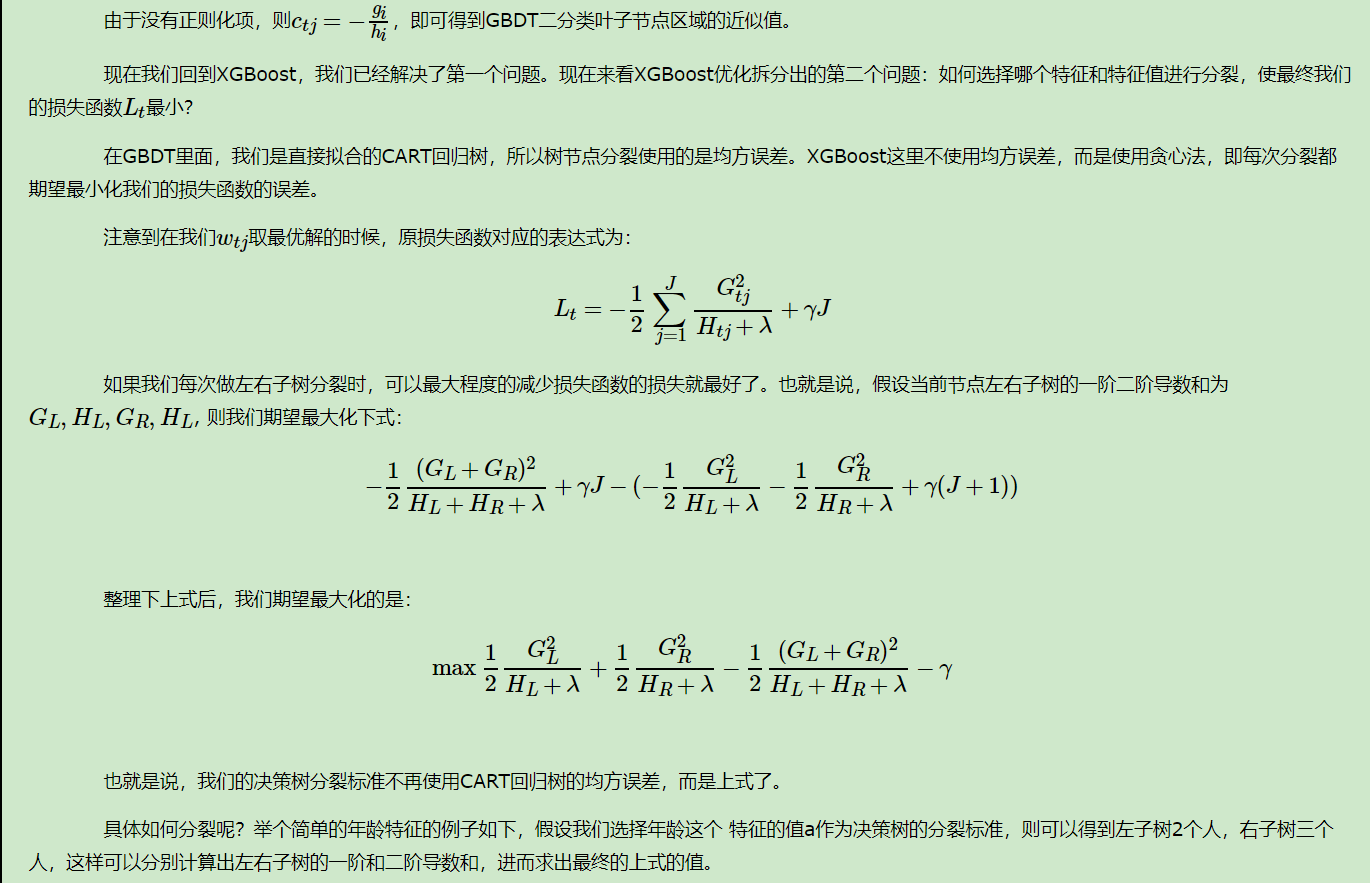 由于没有正则化项，则c_{tj} = -\frac{g_i}{h_i}，即可得到GBDT二分类叶子节点区域的近似值。
现在我们回到XGBoost，我们已经解决了第一个问题。现在来看XGBoost优化拆分出的第二个问题：如何选择哪个特征和特征值进行分裂，使最终我们
的损失函数L_t最小？
在GBDT里面，我们是直接拟合的CART回归树，所以树节点分裂使用的是均方误差。XGBoost这里不使用均方误差，而是使用贪心法，即每次分裂都
期望最小化我们的损失函数的误差。
注意到在我们w_{tj}取最优解的时候，原损失函数对应的表达式为：
L_t = -\frac{1}{2}\sum_{j=1}^{J}\frac{G_{tj}^2}{H_{tj}+\lambda} + \gamma J
如果我们每次做左右子树分裂时，可以最大程度的减少损失函数的损失就最好了。也就是说，假设当前节点左右子树的一阶二阶导数和为
G_L, H_L, G_R, H_L, 则我们期望最大化下式：
-\frac{1}{2}\frac{(G_L+G_R)^2}{H_L+H_R+\lambda} + \gamma J - (-\frac{1}{2}\frac{G_L^2}{H_L+\lambda} - \frac{1}{2}\frac{G_R^2}{H_R+\lambda} + \gamma(J+1))
整理下上式后，我们期望最大化的是：
\max \frac{1}{2}\frac{G_L^2}{H_L+\lambda} + \frac{1}{2}\frac{G_R^2}{H_R+\lambda} - \frac{1}{2}\frac{(G_L+G_R)^2}{H_L+H_R+\lambda} - \gamma
也就是说，我们的决策树分裂标准不再使用CART回归树的均方误差，而是上式了。
具体如何分裂呢？举个简单的年龄特征的例子如下，假设我们选择年龄这个 特征的值a作为决策树的分裂标准，则可以得到左子树2个人，右子树三个
人，这样可以分别计算出左右子树的一阶和二阶导数和，进而求出最终的上式的值。